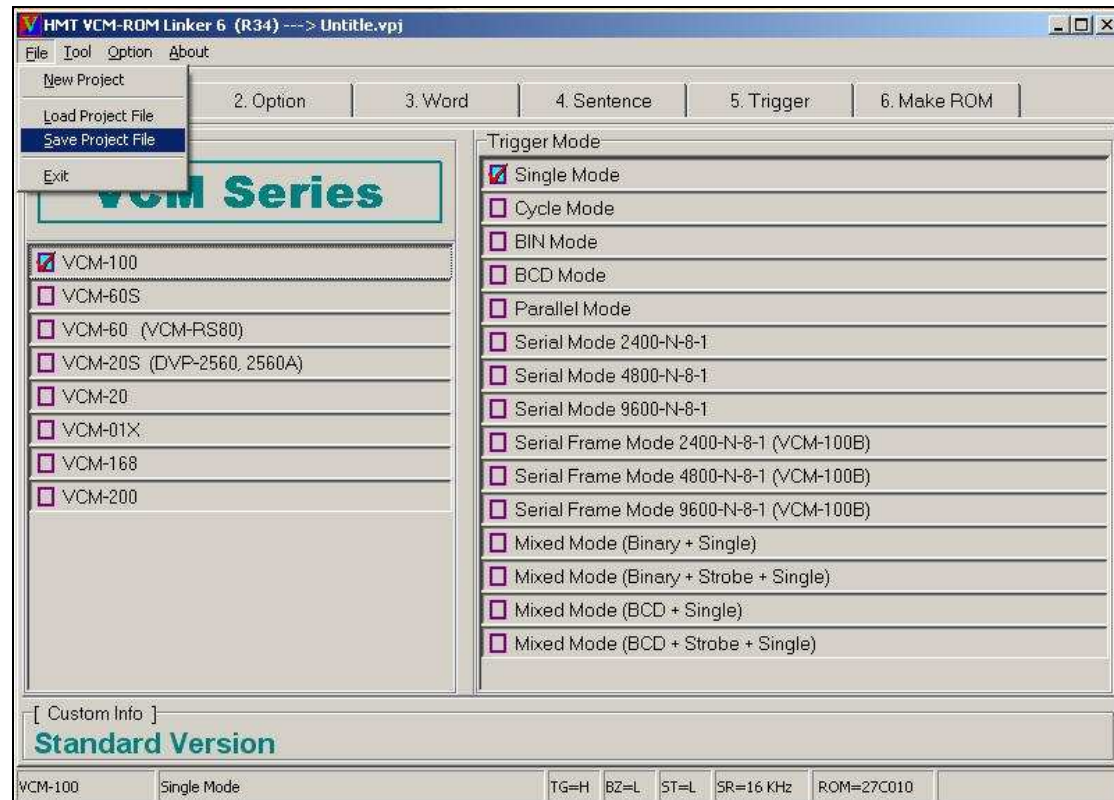 HMT VCM-ROM Linker 6 (R34) ---> Untitle.vpj
File Tool Option About
New Project
Load Project File
Save Project File
Exit
2. Option
3. Word
4. Sentence
5. Trigger
6. Make ROM
VCM Series
VCM-100
VCM-60S
VCM-60 (VCM-RS80)
VCM-20S (DVP-2560, 2560A)
VCM-20
VCM-01X
VCM-168
VCM-200
Trigger Mode
Single Mode
Cycle Mode
BIN Mode
BCD Mode
Parallel Mode
Serial Mode 2400-N-8-1
Serial Mode 4800-N-8-1
Serial Mode 9600-N-8-1
Serial Frame Mode 2400-N-8-1 (VCM-100B)
Serial Frame Mode 4800-N-8-1 (VCM-100B)
Serial Frame Mode 9600-N-8-1 (VCM-100B)
Mixed Mode (Binary + Single)
Mixed Mode (Binary + Strobe + Single)
Mixed Mode (BCD + Single)
Mixed Mode (BCD + Strobe + Single)
[ Custom Info ]
Standard Version
VCM-100 Single Mode TG=H BZ=L ST=L SR=16 KHz ROM=27C010